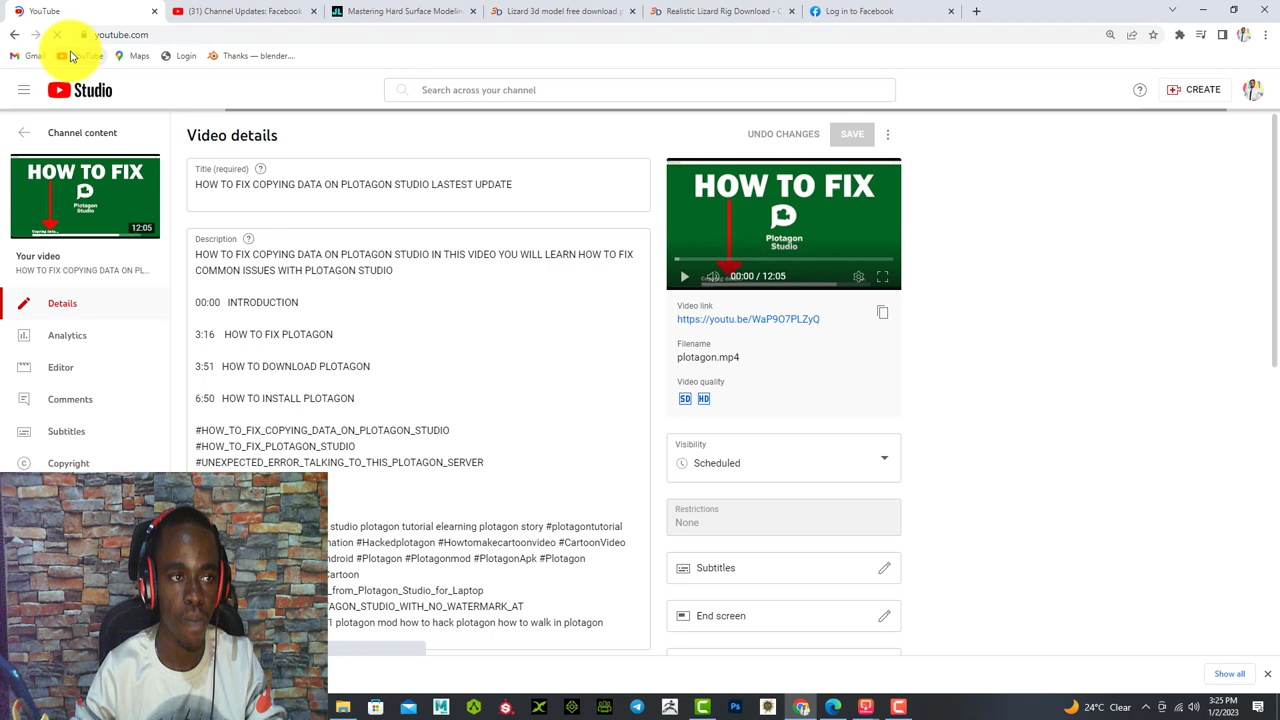 YouTube
(31) Channel updates: Facebook
Mastering Hard Surface Modelin
Lizard 3d model free download
Realistic Lizard - Download
Log in to Facebook
youtube.com
Gmail
YouTube
Maps
Login
Thanks — blender....
Studio
Search across your channel
CREATE
Channel content
Video details
UNDO CHANGES
SAVE
HOW TO FIX
Plotagon
Studio
Copying data...
12:05
Title (required)
HOW TO FIX COPYING DATA ON PLOTAGON STUDIO LASTEST UPDATE
HOW TO FIX
Plotagon
Studio
00:00 / 12:05
Your video
HOW TO FIX COPYING DATA ON PL...
Description
HOW TO FIX COPYING DATA ON PLOTAGON STUDIO IN THIS VIDEO YOU WILL LEARN HOW TO FIX
COMMON ISSUES WITH PLOTAGON STUDIO
00:00 INTRODUCTION
3:16 HOW TO FIX PLOTAGON
3:51 HOW TO DOWNLOAD PLOTAGON
6:50 HOW TO INSTALL PLOTAGON
#HOW_TO_FIX_COPYING_DATA_ON_PLOTAGON_STUDIO
#HOW_TO_FIX_PLOTAGON_STUDIO
#UNEXPECTED_ERROR_TALKING_TO_THIS_PLOTAGON_SERVER
studio plotagon tutorial elearning plotagon story #plotagontutorial
nation #Hackedplotagon #Howtomakecartoonvideo #CartoonVideo
ndroid #Plotagon #Plotagonmod #PlotagonApk #Plotagon
Cartoon
_from_Plotagon_Studio_for_Laptop
AGON_STUDIO_WITH_NO_WATERMARK_AT
1 plotagon mod how to hack plotagon how to walk in plotagon
Details
Analytics
Editor
Comments
Subtitles
Copyright
Video link
https://youtu.be/WaP9O7PLZyQ
Filename
plotagon.mp4
Video quality
SD HD
Visibility
Scheduled
Restrictions
None
Subtitles
End screen
Show all
24°C Clear
3:25 PM
1/2/2023